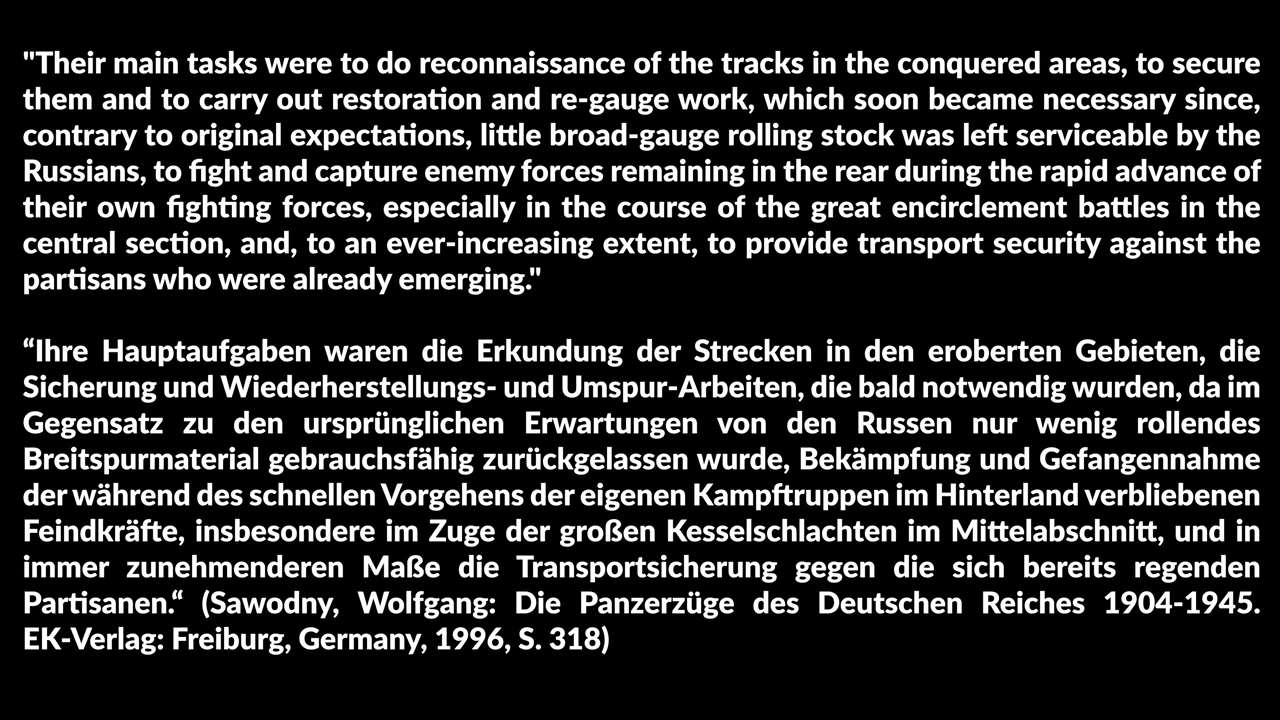 "Their main tasks were to do reconnaissance of the tracks in the conquered areas, to secure
them and to carry out restoration and re-gauge work, which soon became necessary since,
contrary to original expectations, little broad-gauge rolling stock was left serviceable by the
Russians, to fight and capture enemy forces remaining in the rear during the rapid advance of
their own fighting forces, especially in the course of the great encirclement battles in the
central section, and, to an ever-increasing extent, to provide transport security against the
partisans who were already emerging."
“Ihre Hauptaufgaben waren die Erkundung der Strecken in den eroberten Gebieten, die
Sicherung und Wiederherstellungs- und Umspur-Arbeiten, die bald notwendig wurden, da im
Gegensatz zu den ursprünglichen Erwartungen von den Russen nur wenig rollendes
Breitspurmaterial gebrauchsfähig zurückgelassen wurde, Bekämpfung und Gefangennahme
der während des schnellen Vorgehens der eigenen Kampftruppen im Hinterland verbliebenen
Feindkräfte, insbesondere im Zuge der großen Kesselschlachten im Mittelabschnitt, und in
immer zunehmenderen Maße die Transportsicherung gegen die sich bereits regenden
Partisanen.“ (Sawodny, Wolfgang: Die Panzerzüge des Deutschen Reiches 1904-1945.
EK-Verlag: Freiburg, Germany, 1996, S. 318)